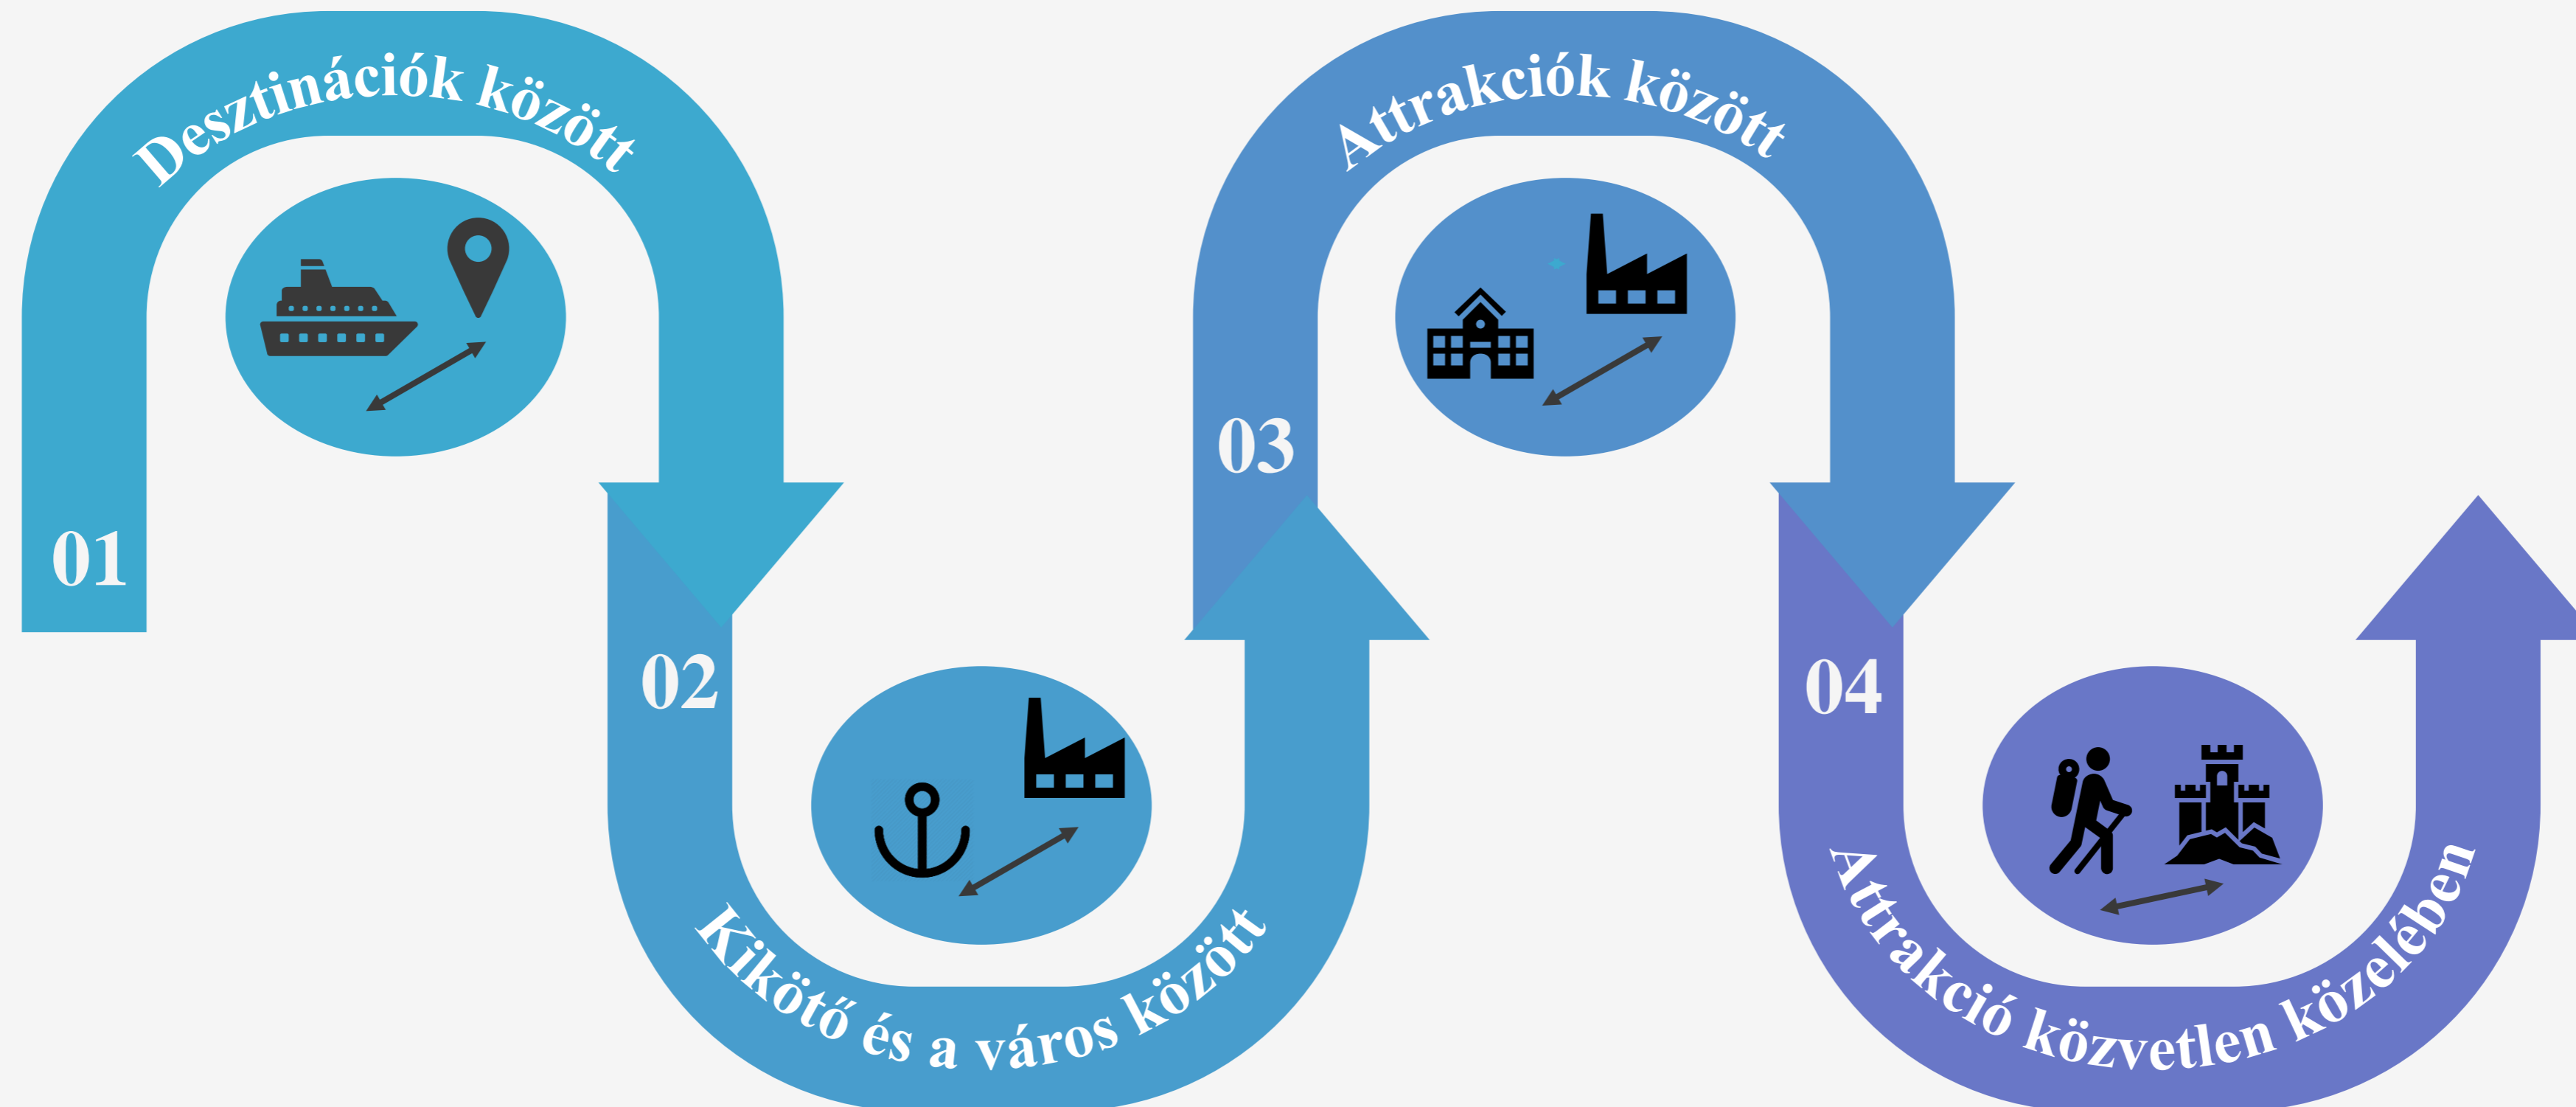 01
Desztinációk között
02
Kikötő és a város között
03
Attrakciók között
04
Attrakció közvetlen közelében